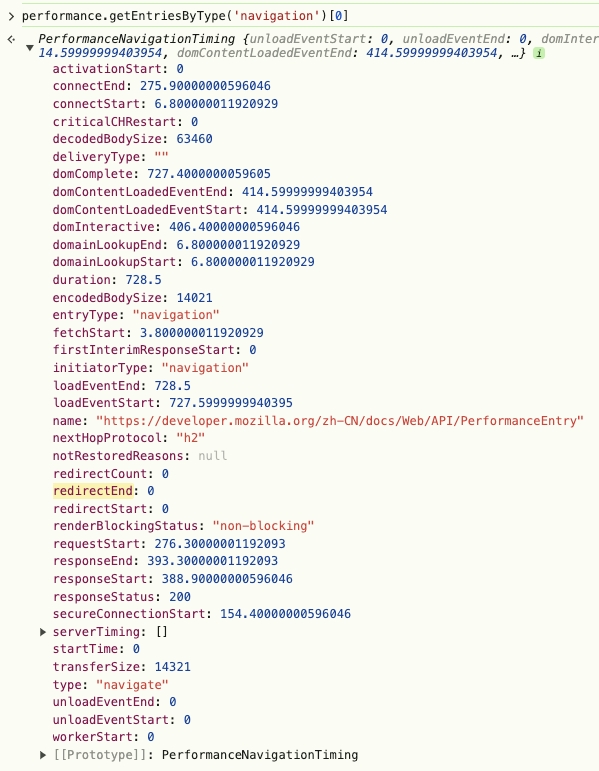 performance.getEntriesByType('navigation')[0]
PerformanceNavigationTiming {unloadEventStart: 0, unloadEventEnd: 0, domInter
14.59999999403954, domContentLoadedEventEnd: 414.59999999403954, …} i
activationStart: 0
connectEnd: 275.90000000596046
connectStart: 6.800000011920929
criticalCHRestart: 0
decodedBodySize: 63460
deliveryType: ""
domComplete: 727.4000000059605
domContentLoadedEventEnd: 414.59999999403954
domContentLoadedEventStart: 414.59999999403954
domInteractive: 406.40000000596046
domainLookupEnd: 6.800000011920929
domainLookupStart: 6.800000011920929
duration: 728.5
encodedBodySize: 14021
entryType: "navigation"
fetchStart: 3.800000011920929
firstInterimResponseStart: 0
initiatorType: "navigation"
loadEventEnd: 728.5
loadEventStart: 727.5999999940395
name: "https://developer.mozilla.org/zh-CN/docs/Web/API/PerformanceEntry"
nextHopProtocol: "h2"
notRestoredReasons: null
redirectCount: 0
redirectEnd: 0
redirectStart: 0
renderBlockingStatus: "non-blocking"
requestStart: 276.30000001192093
responseEnd: 393.30000001192093
responseStart: 388.90000000596046
responseStatus: 200
secureConnectionStart: 154.40000000596046
serverTiming: []
startTime: 0
transferSize: 14321
type: "navigate"
unloadEventEnd: 0
unloadEventStart: 0
workerStart: 0
[[Prototype]]: PerformanceNavigationTiming